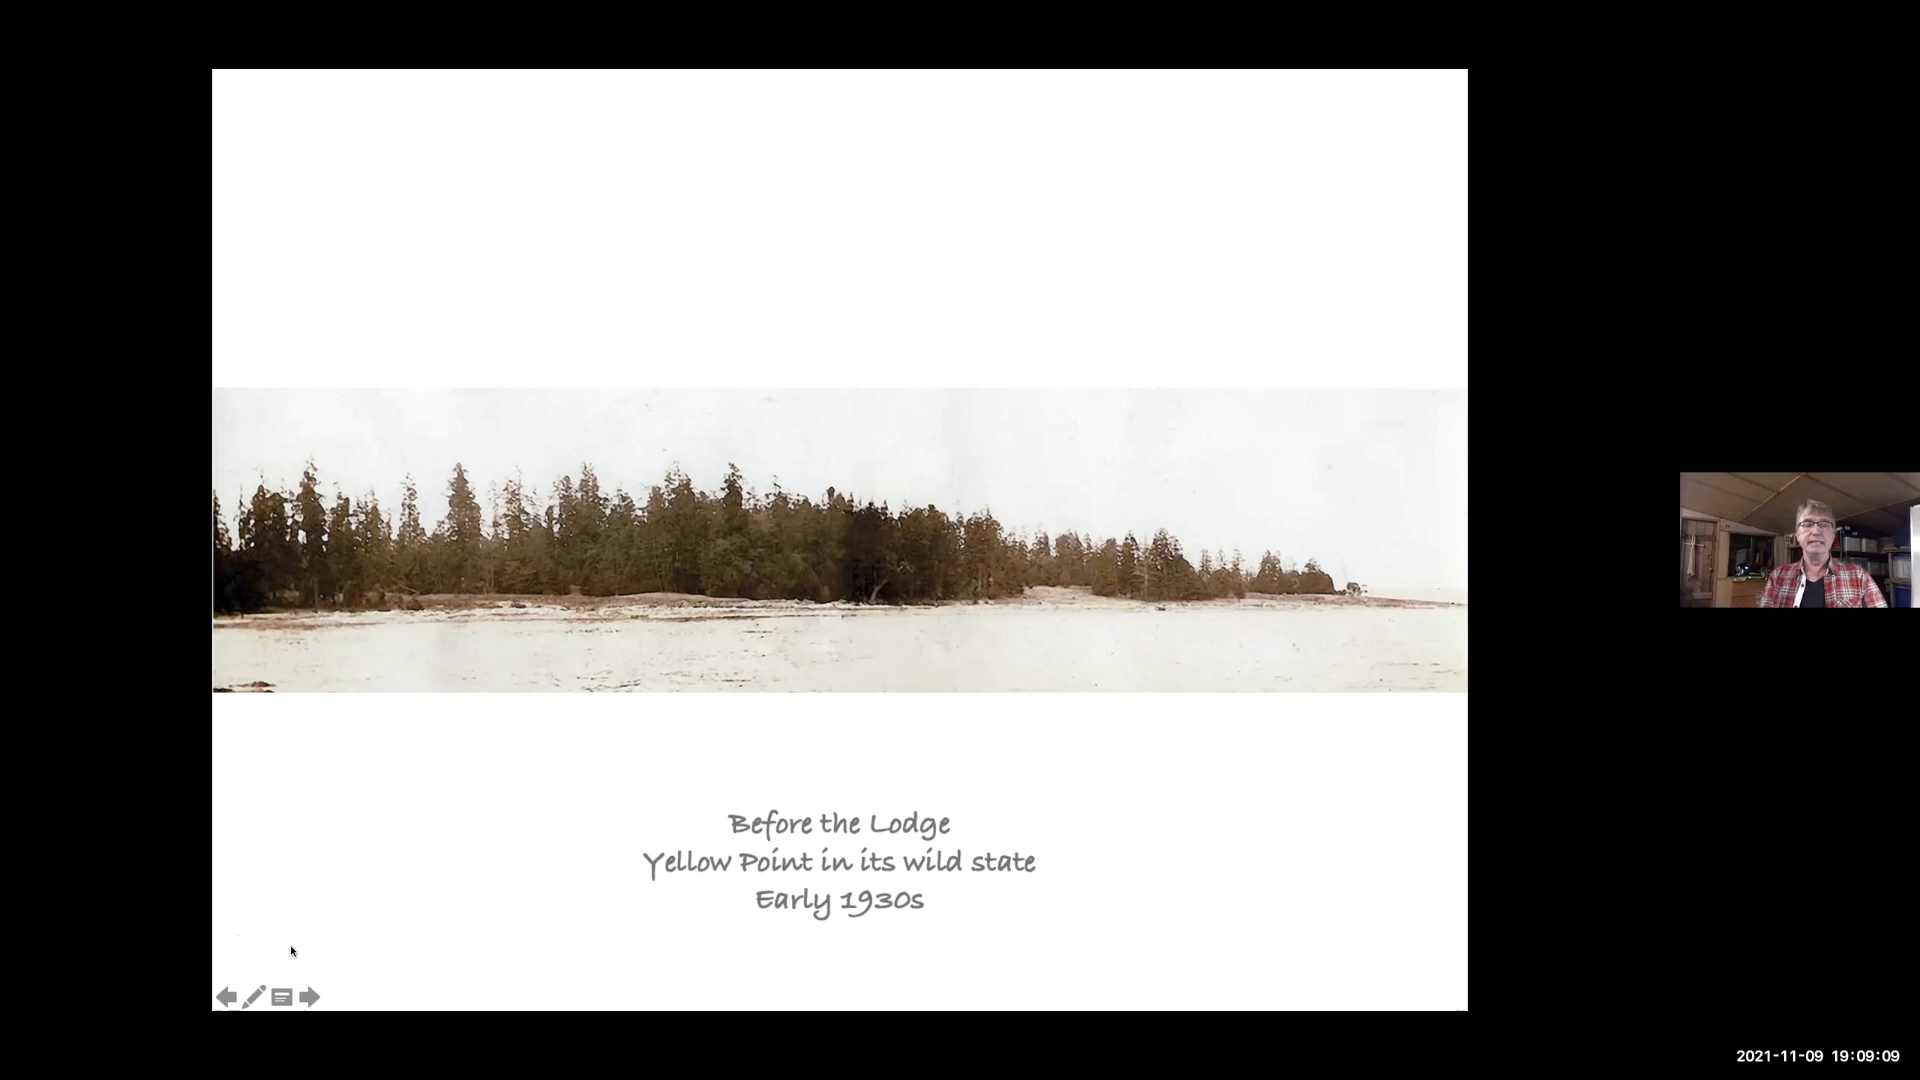 Before the Lodge
Yellow Point in its wild state
Early 1930s
2021-11-09 19:09:09